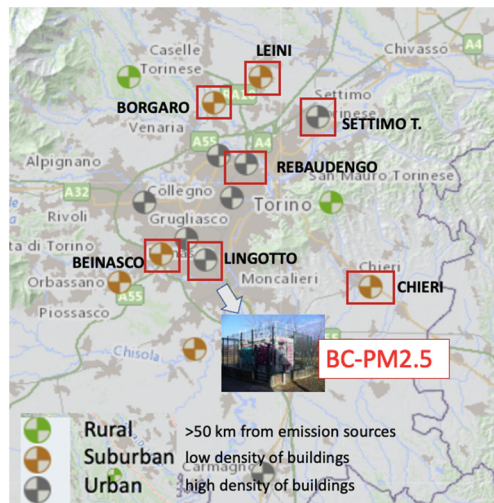 LEINI
Caselle
Torinese
Chivasso
A4
BORGARO
Settimo
SETTIMO T.
Venaria
A55
A4
Alpignano
REBAUDENGO
San Mauro Torinese
A32
Collegno
Rivoli
Torino
Grugliasco
ta di Torino
BEINASCO
LINGOTTO
Chieri
Orbassano
Moncalieri
CHIERI
A55
Piossasco
Chisola
BC-PM2.5
Rural >50 km from emission sources
Suburban low density of buildings
Urban high density of buildings